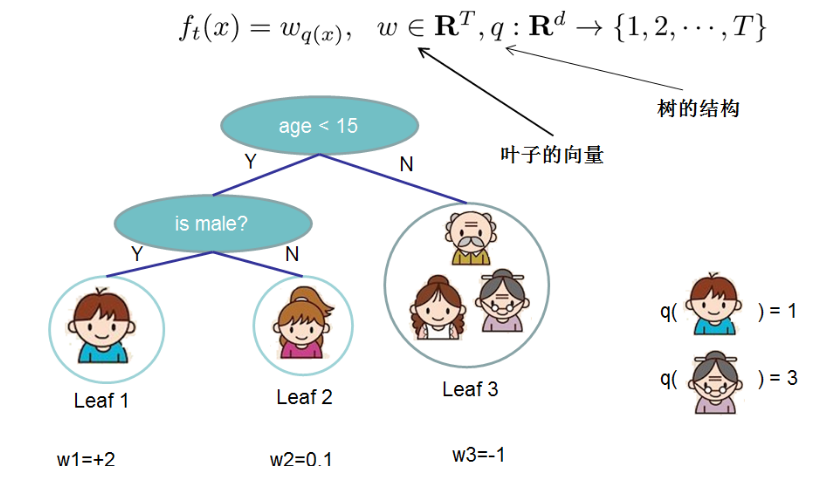 f_t(x) = w_{q(x)}, w ∈ R^T, q : R^d → {1, 2, ⋯, T}
树的结构
叶子的向量
age < 15
Y
N
is male?
Y
N
q( ) = 1
q( ) = 3
Leaf 1
Leaf 2
Leaf 3
w1=+2
w2=0.1
w3=-1